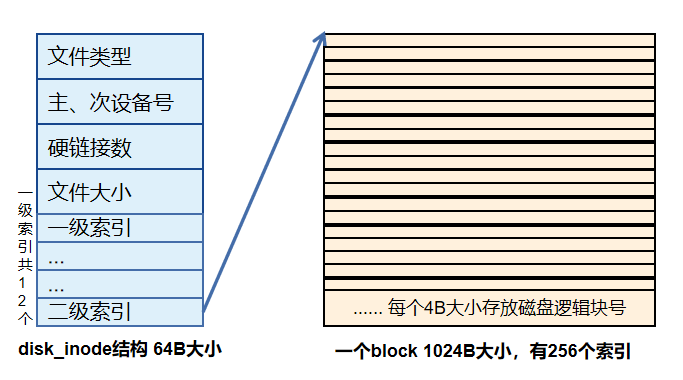 文件类型
主、次设备号
硬链接数
文件大小
一级索引
...
...
二级索引
一级索引共12个
disk_inode结构 64B大小
...... 每个4B大小存放磁盘逻辑块号
一个block 1024B大小，有256个索引